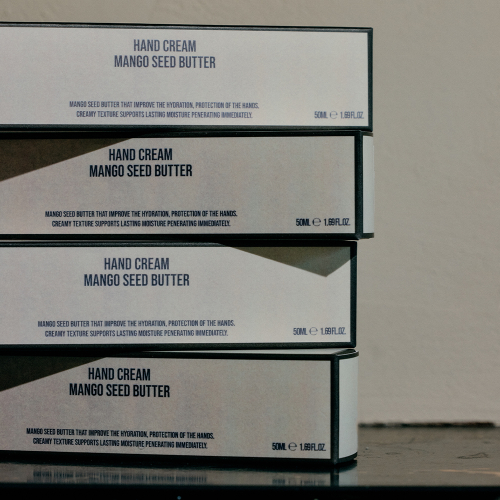 HAND CREAM
MANGO SEED BUTTER
MANGO SEED BUTTER THAT IMPROVE THE HYDRATION, PROTECTION OF THE HANDS.
CREAMY TEXTURE SUPPORTS LASTING MOISTURE PENERATING IMMEDIATELY.
50ML ℮ 1.69FL.OZ.
HAND CREAM
MANGO SEED BUTTER
MANGO SEED BUTTER THAT IMPROVE THE HYDRATION, PROTECTION OF THE HANDS.
CREAMY TEXTURE SUPPORTS LASTING MOISTURE PENERATING IMMEDIATELY.
50ML ℮ 1.69FL.OZ.
HAND CREAM
MANGO SEED BUTTER
MANGO SEED BUTTER THAT IMPROVE THE HYDRATION, PROTECTION OF THE HANDS.
CREAMY TEXTURE SUPPORTS LASTING MOISTURE PENERATING IMMEDIATELY.
50ML ℮ 1.69FL.OZ.
HAND CREAM
MANGO SEED BUTTER
MANGO SEED BUTTER THAT IMPROVE THE HYDRATION, PROTECTION OF THE HANDS.
CREAMY TEXTURE SUPPORTS LASTING MOISTURE PENERATING IMMEDIATELY.
50ML ℮ 1.69FL.OZ.